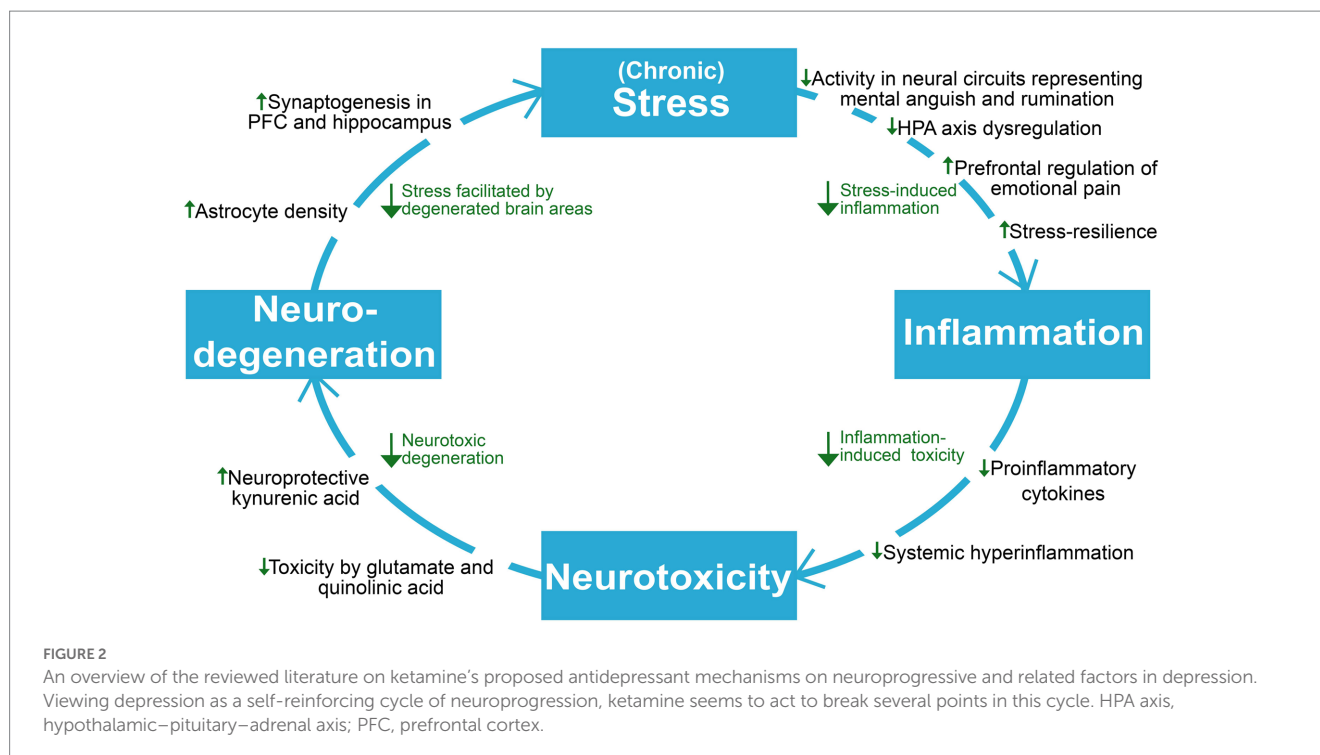 (Chronic)
Stress
↓Activity in neural circuits representing
mental anguish and rumination
↓HPA axis dysregulation
↑Prefrontal regulation of
emotional pain
↑Stress-resilience
↓Stress-induced
inflammation
Inflammation
↓Inflammation-
induced toxicity
↓Proinflammatory
cytokines
↓Systemic hyperinflammation
Neurotoxicity
↓Toxicity by glutamate and
quinolinic acid
↑Neuroprotective
kynurenic acid
↓Neurotoxic
degeneration
Neuro-
degeneration
↑Astrocyte density
↓Stress facilitated by
degenerated brain areas
↑Synaptogenesis in
PFC and hippocampus
FIGURE 2
An overview of the reviewed literature on ketamine's proposed antidepressant mechanisms on neuroprogressive and related factors in depression.
Viewing depression as a self-reinforcing cycle of neuroprogression, ketamine seems to act to break several points in this cycle. HPA axis,
hypothalamic–pituitary–adrenal axis; PFC, prefrontal cortex.